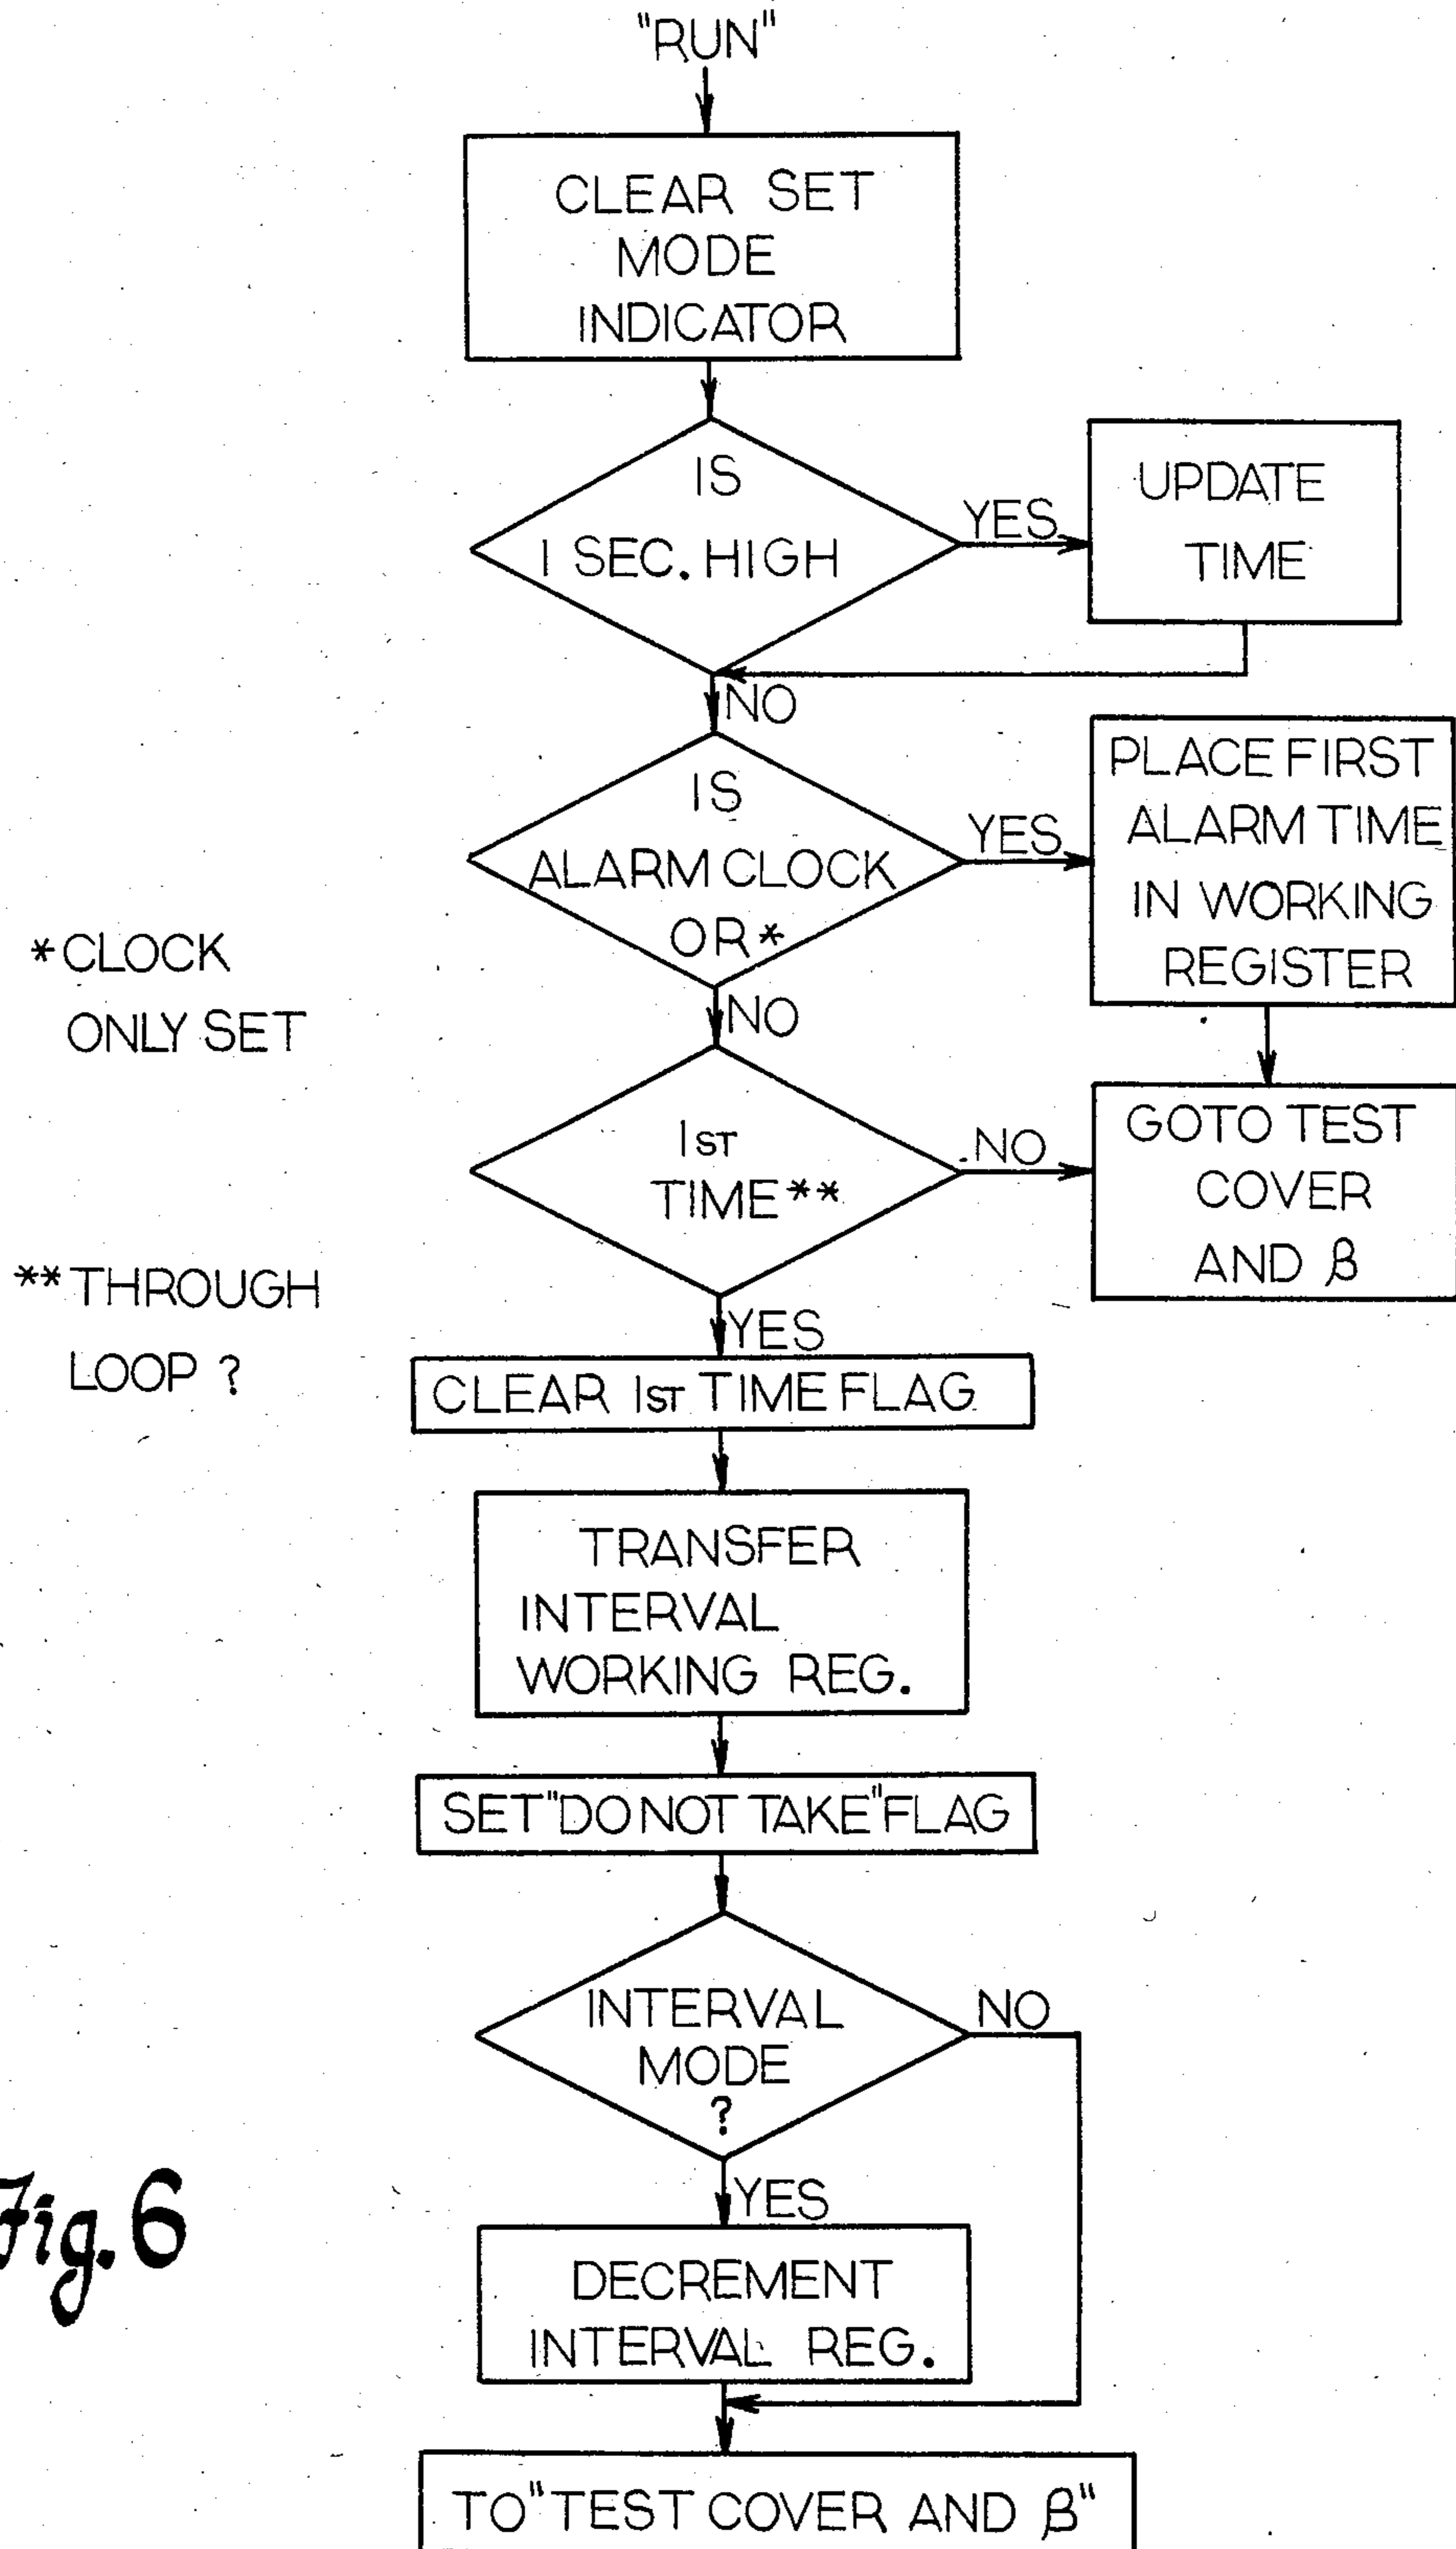 "RUN"
CLEAR SET
MODE
INDICATOR
IS
1 SEC. HIGH
YES
UPDATE
TIME
NO
IS
ALARM CLOCK
OR *
YES
PLACE FIRST
ALARM TIME
IN WORKING
REGISTER
* CLOCK
ONLY SET
NO
1ST
TIME **
NO
GOTO TEST
COVER
AND β
** THROUGH
LOOP ?
YES
CLEAR 1ST TIME FLAG
TRANSFER
INTERVAL
WORKING REG.
SET "DO NOT TAKE" FLAG
INTERVAL
MODE
?
NO
YES
DECREMENT
INTERVAL REG.
Fig. 6
TO "TEST COVER AND β"